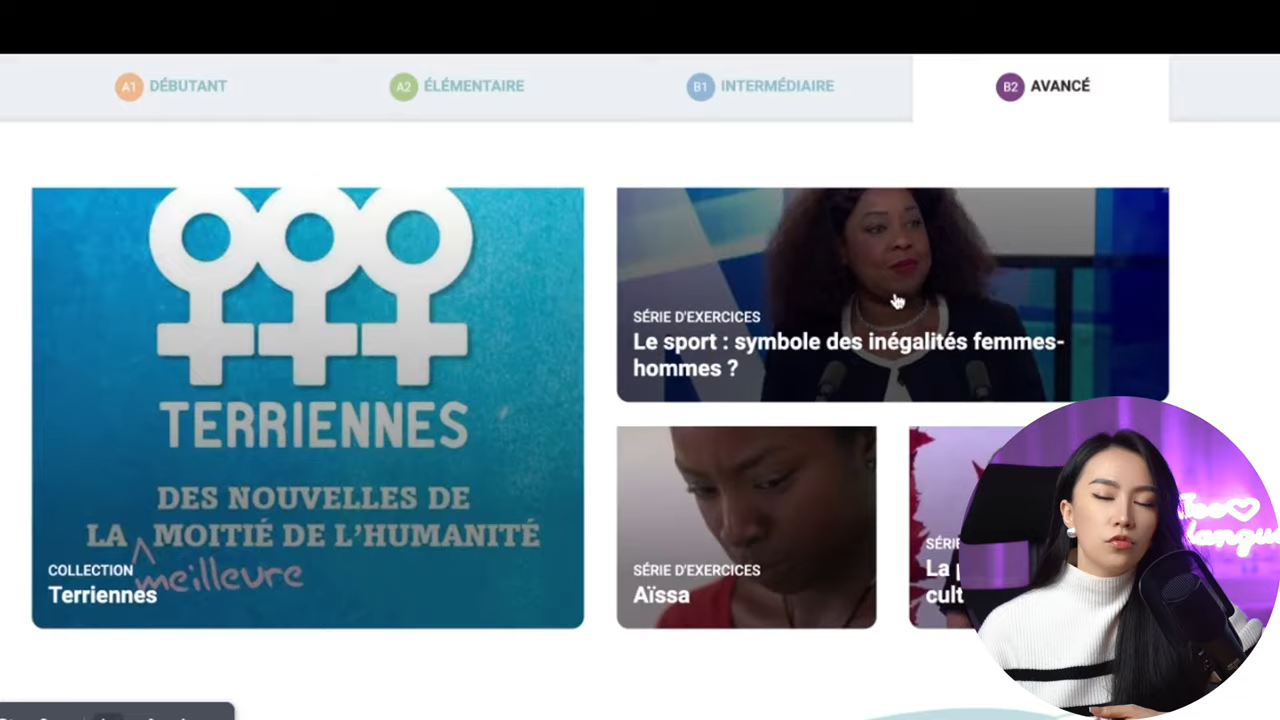 A1 DÉBUTANT
A2 ÉLÉMENTAIRE
B1 INTERMÉDIAIRE
B2 AVANCÉ
TERRIENNES
DES NOUVELLES DE
LA MOITIÉ DE L'HUMANITÉ
meilleure
COLLECTION
Terriennes
SÉRIE D'EXERCICES
Le sport : symbole des inégalités femmes-
hommes ?
SÉRIE D'EXERCICES
Aïssa
La